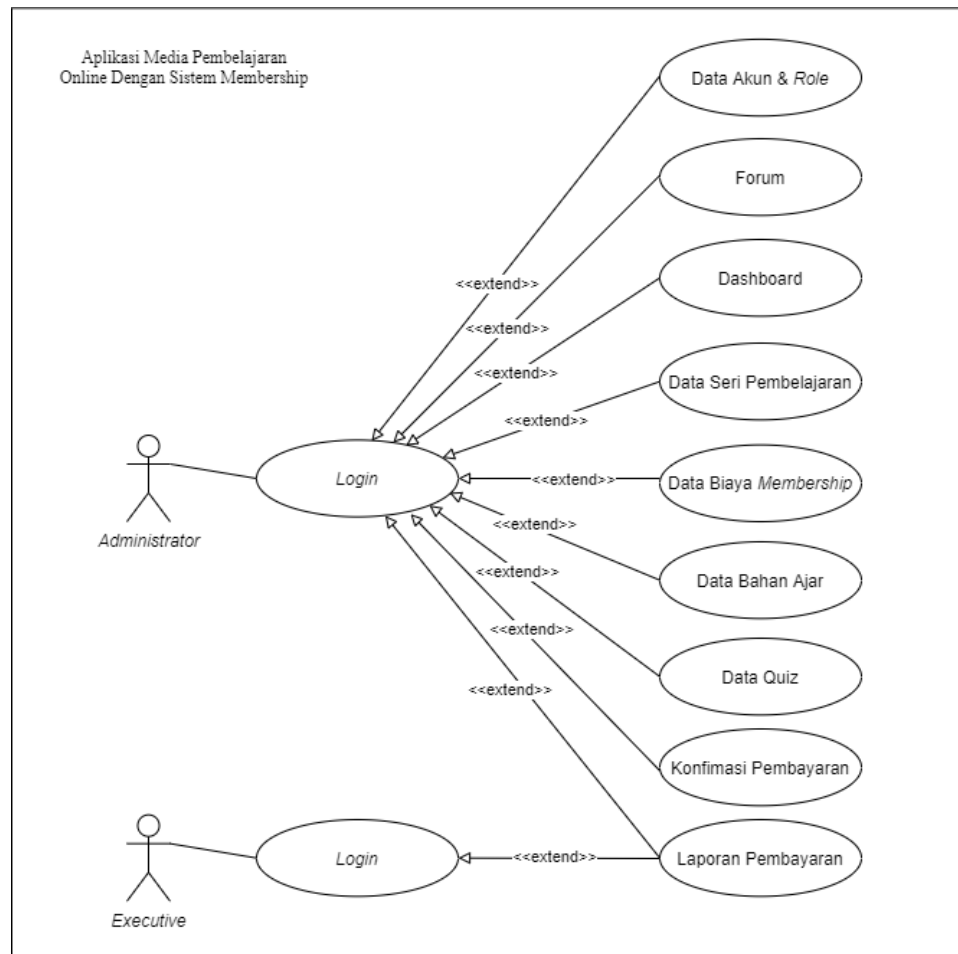 Aplikasi Media Pembelajaran
Online Dengan Sistem Membership
Data Akun & Role
Forum
<<extend>>
Dashboard
<<extend>>
<<extend>>
Data Seri Pembelajaran
<<extend>>
Login
<<extend>>
Data Biaya Membership
<<extend>>
Administrator
<<extend>>
Data Bahan Ajar
<<extend>>
Data Quiz
<<extend>>
Konfimasi Pembayaran
Login
<<extend>>
Laporan Pembayaran
Executive